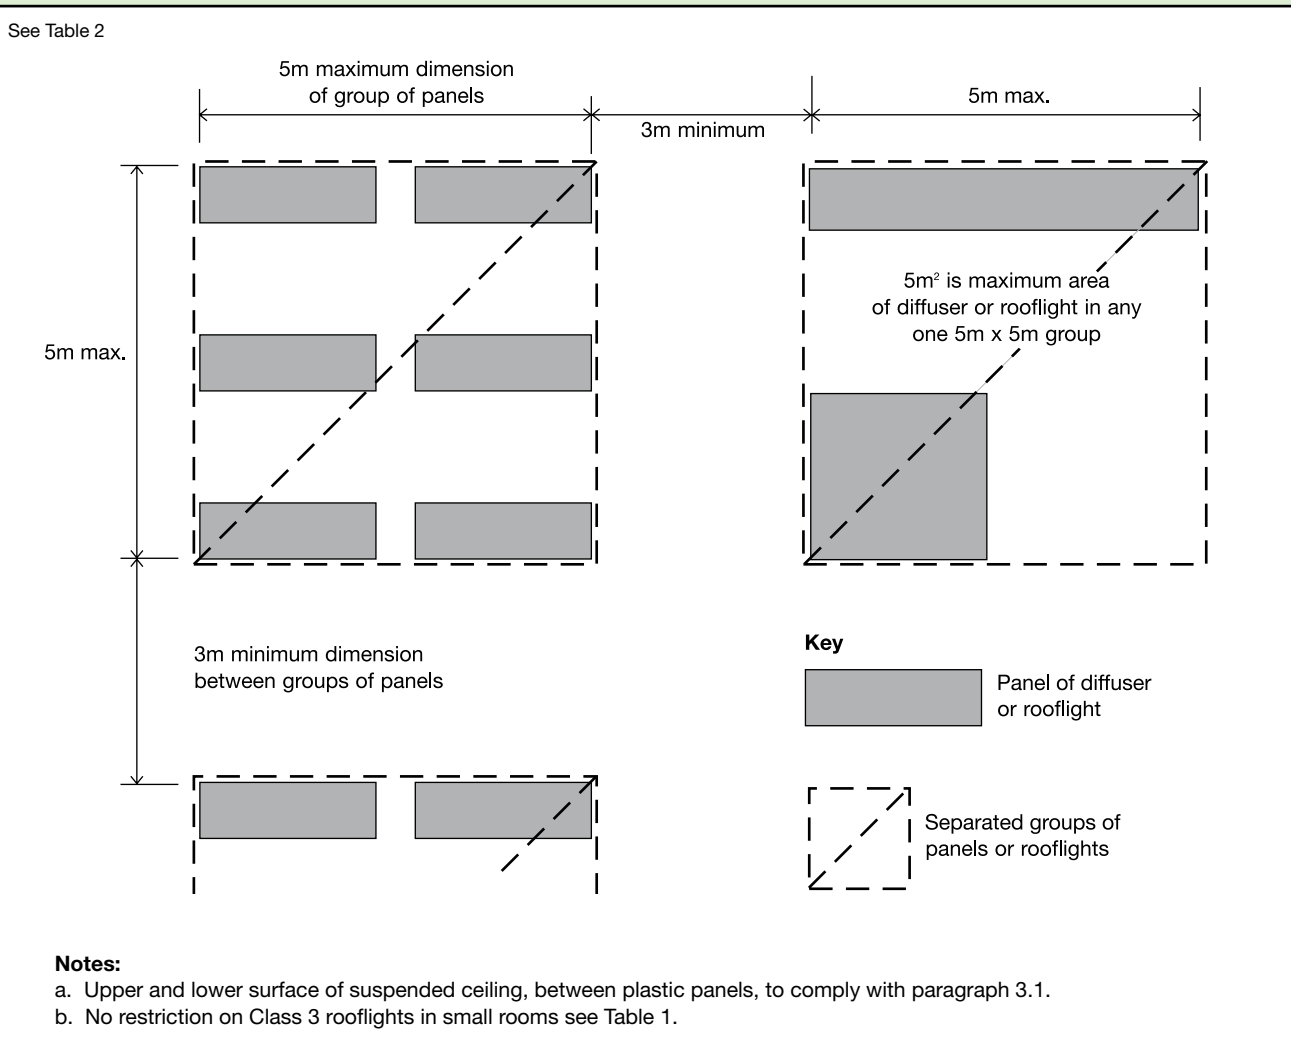 See Table 2
5m maximum dimension
of group of panels
3m minimum
5m max.
5m max.
5m² is maximum area
of diffuser or rooflight in any
one 5m x 5m group
3m minimum dimension
between groups of panels
Key
Panel of diffuser
or rooflight
Separated groups of
panels or rooflights
Notes:
a. Upper and lower surface of suspended ceiling, between plastic panels, to comply with paragraph 3.1.
b. No restriction on Class 3 rooflights in small rooms see Table 1.